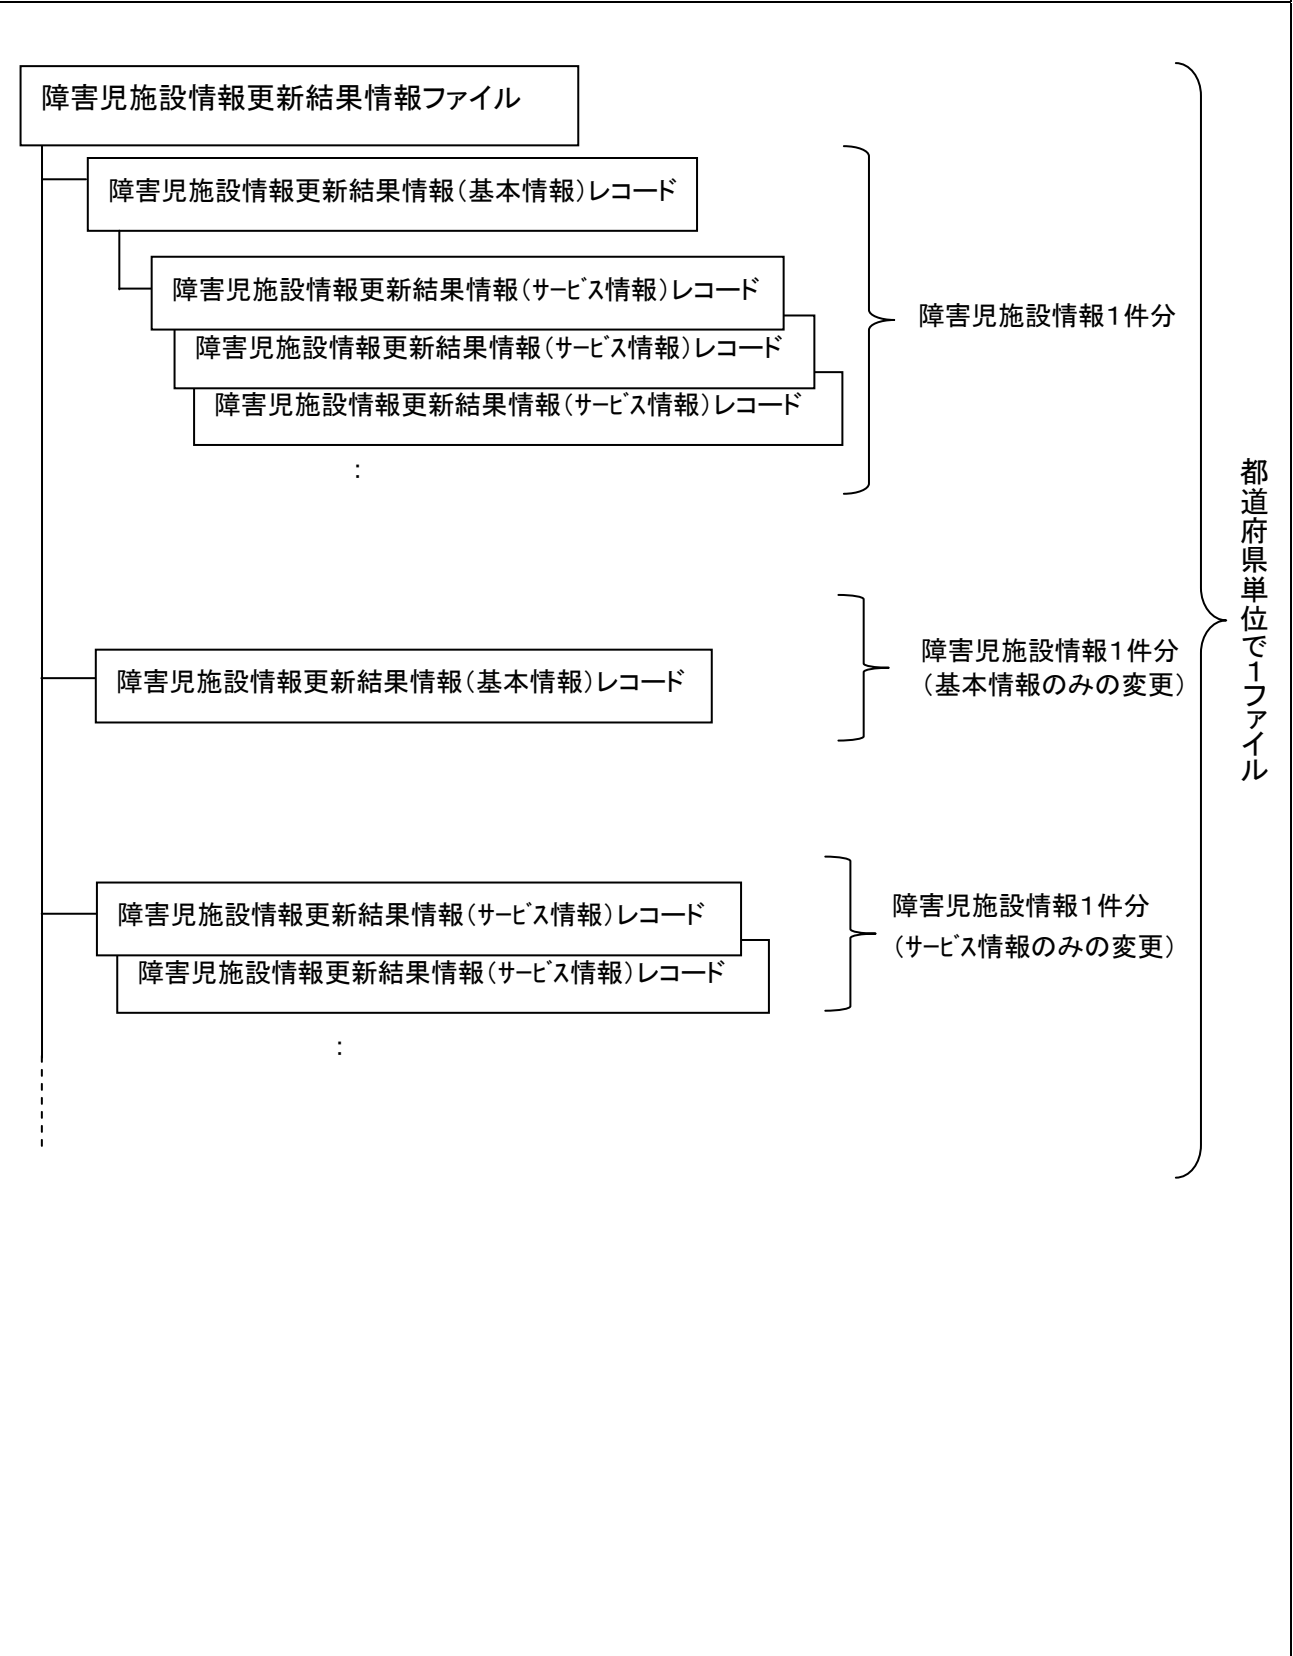 障害児施設情報更新結果情報ファイル
障害児施設情報更新結果情報（基本情報）レコード
障害児施設情報更新結果情報（ｻｰﾋﾞｽ情報）レコード
障害児施設情報更新結果情報（ｻｰﾋﾞｽ情報）レコード
障害児施設情報更新結果情報（ｻｰﾋﾞｽ情報）レコード
：
障害児施設情報１件分
障害児施設情報更新結果情報（基本情報）レコード
障害児施設情報１件分
（基本情報のみの変更）
障害児施設情報更新結果情報（ｻｰﾋﾞｽ情報）レコード
障害児施設情報更新結果情報（ｻｰﾋﾞｽ情報）レコード
：
障害児施設情報１件分
（ｻｰﾋﾞｽ情報のみの変更）
都道府県単位で１ファイル